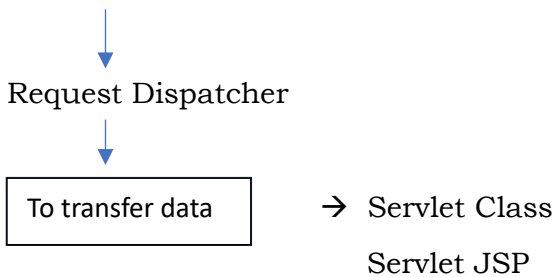 Request Dispatcher
To transfer data → Servlet Class
Servlet JSP